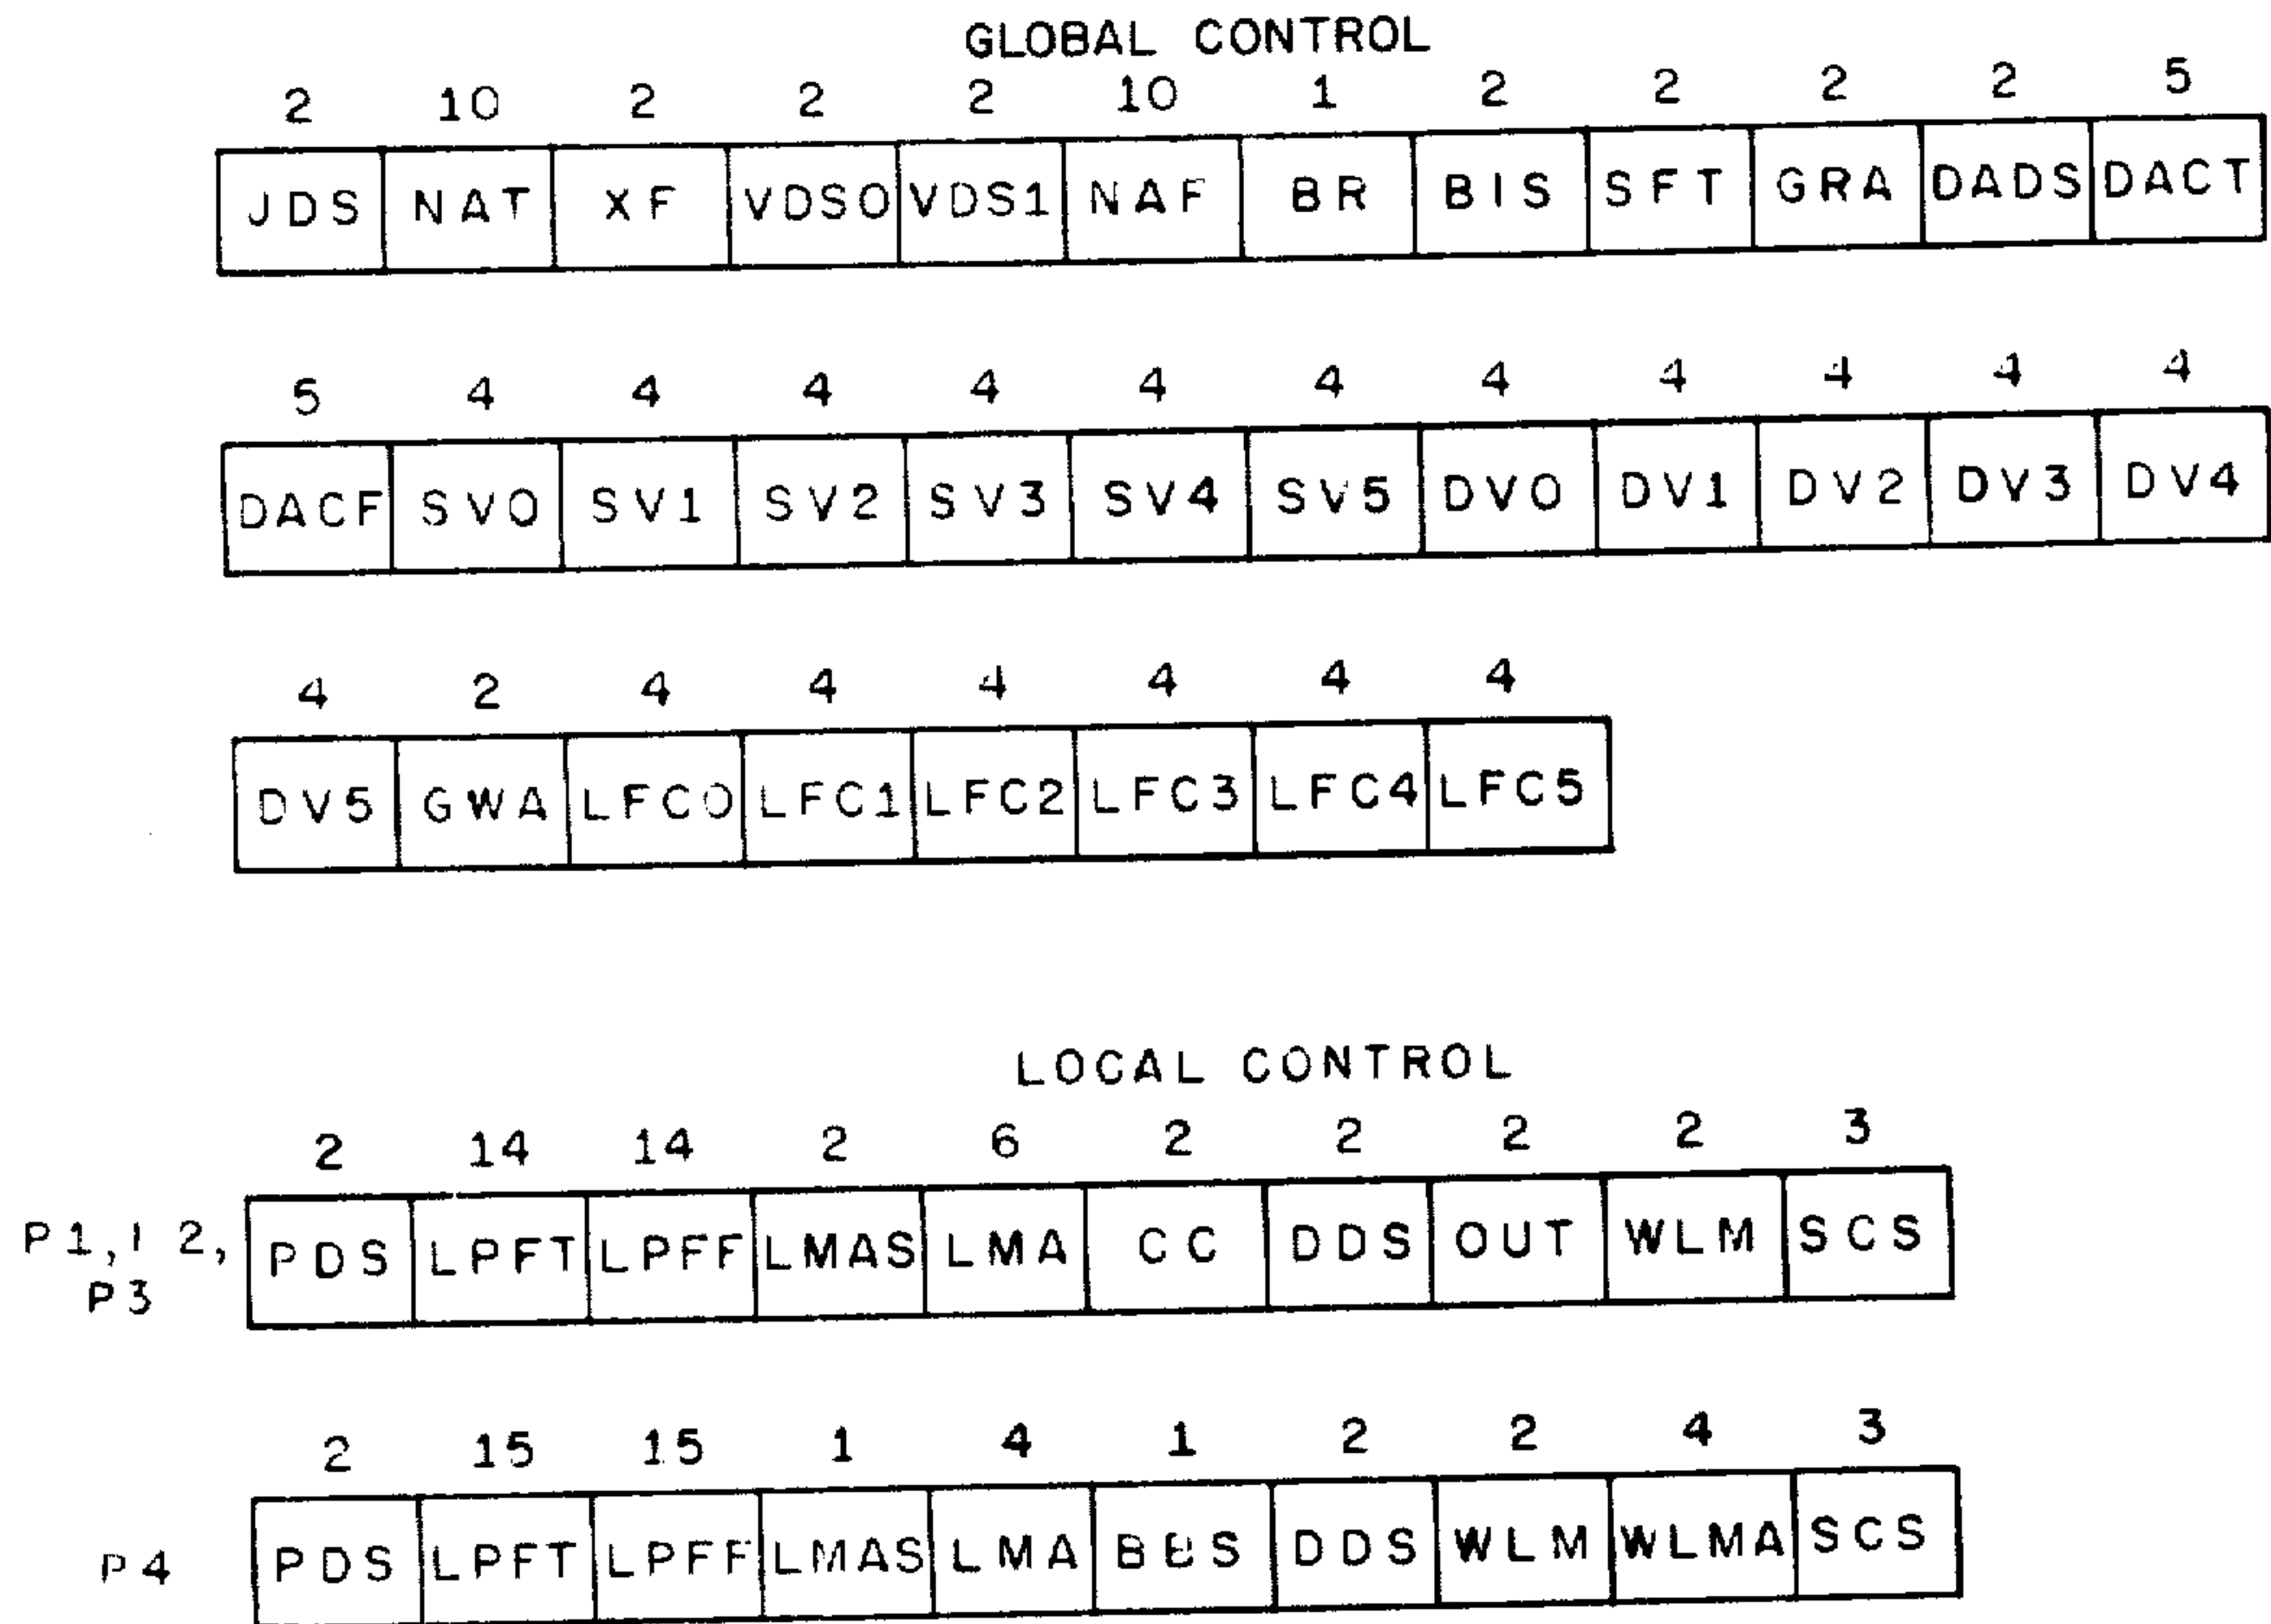 GLOBAL CONTROL
2 10 2 2 2 10 1 2 2 2 2 5
JDS NAT XF VDS0 VDS1 NAF BR BIS SFT GRA DADS DACT
5 4 4 4 4 4 4 4 4 4 4 4
DACF SV0 SV1 SV2 SV3 SV4 SV5 DV0 DV1 DV2 DV3 DV4
4 2 4 4 4 4 4 4
DV5 GWA LFC0 LFC1 LFC2 LFC3 LFC4 LFC5
LOCAL CONTROL
2 14 14 2 6 2 2 2 2 3
P1, P2, PDS LPFT LPFF LMAS LMA CC DDS OUT WLM SCS
P3
2 15 15 1 4 1 2 2 4 3
P4 PDS LPFT LPFF LMAS LMA BBS DDS WLM WLMA SCS